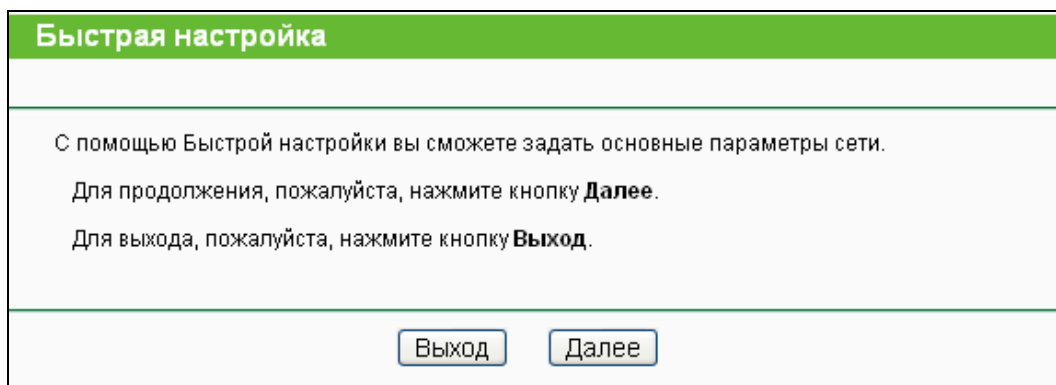 Быстрая настройка
С помощью Быстрой настройки вы сможете задать основные параметры сети.
Для продолжения, пожалуйста, нажмите кнопку Далее.
Для выхода, пожалуйста, нажмите кнопку Выход.
Выход Далее